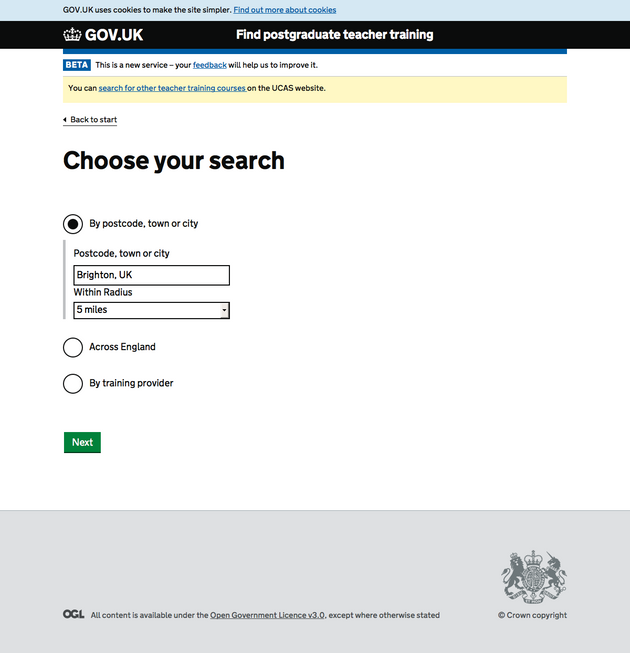 GOV.UK uses cookies to make the site simpler. Find out more about cookies
GOV.UK Find postgraduate teacher training
BETA This is a new service – your feedback will help us to improve it.
You can search for other teacher training courses on the UCAS website.
Back to start
Choose your search
By postcode, town or city
Postcode, town or city
Brighton, UK
Within Radius
5 miles
Across England
By training provider
Next
OGL All content is available under the Open Government Licence v3.0, except where otherwise stated
© Crown copyright